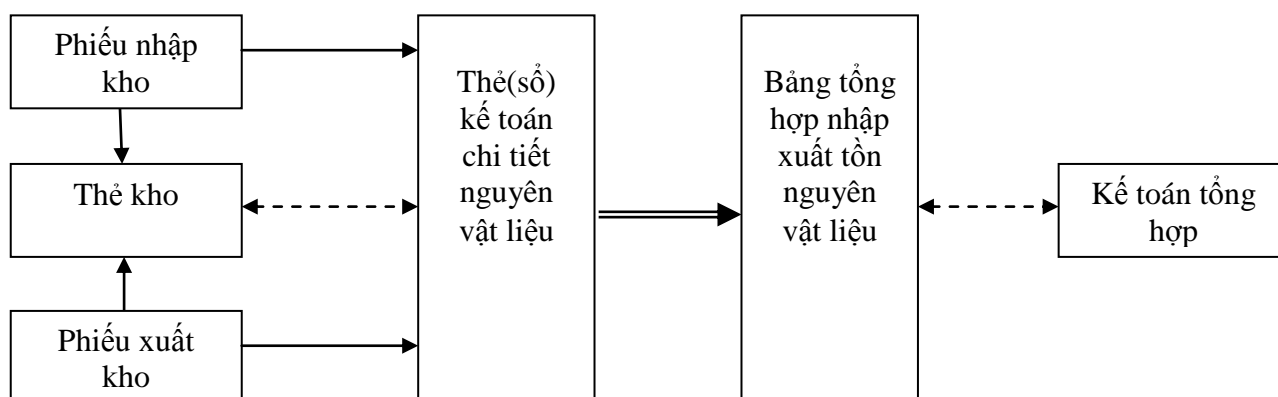 Phiếu nhập
kho
Thẻ kho
Phiếu xuất
kho
Thẻ(sổ)
kế toán
chi tiết
nguyên
vật liệu
Bảng tổng
hợp nhập
xuất tồn
nguyên
vật liệu
Kế toán tổng
hợp